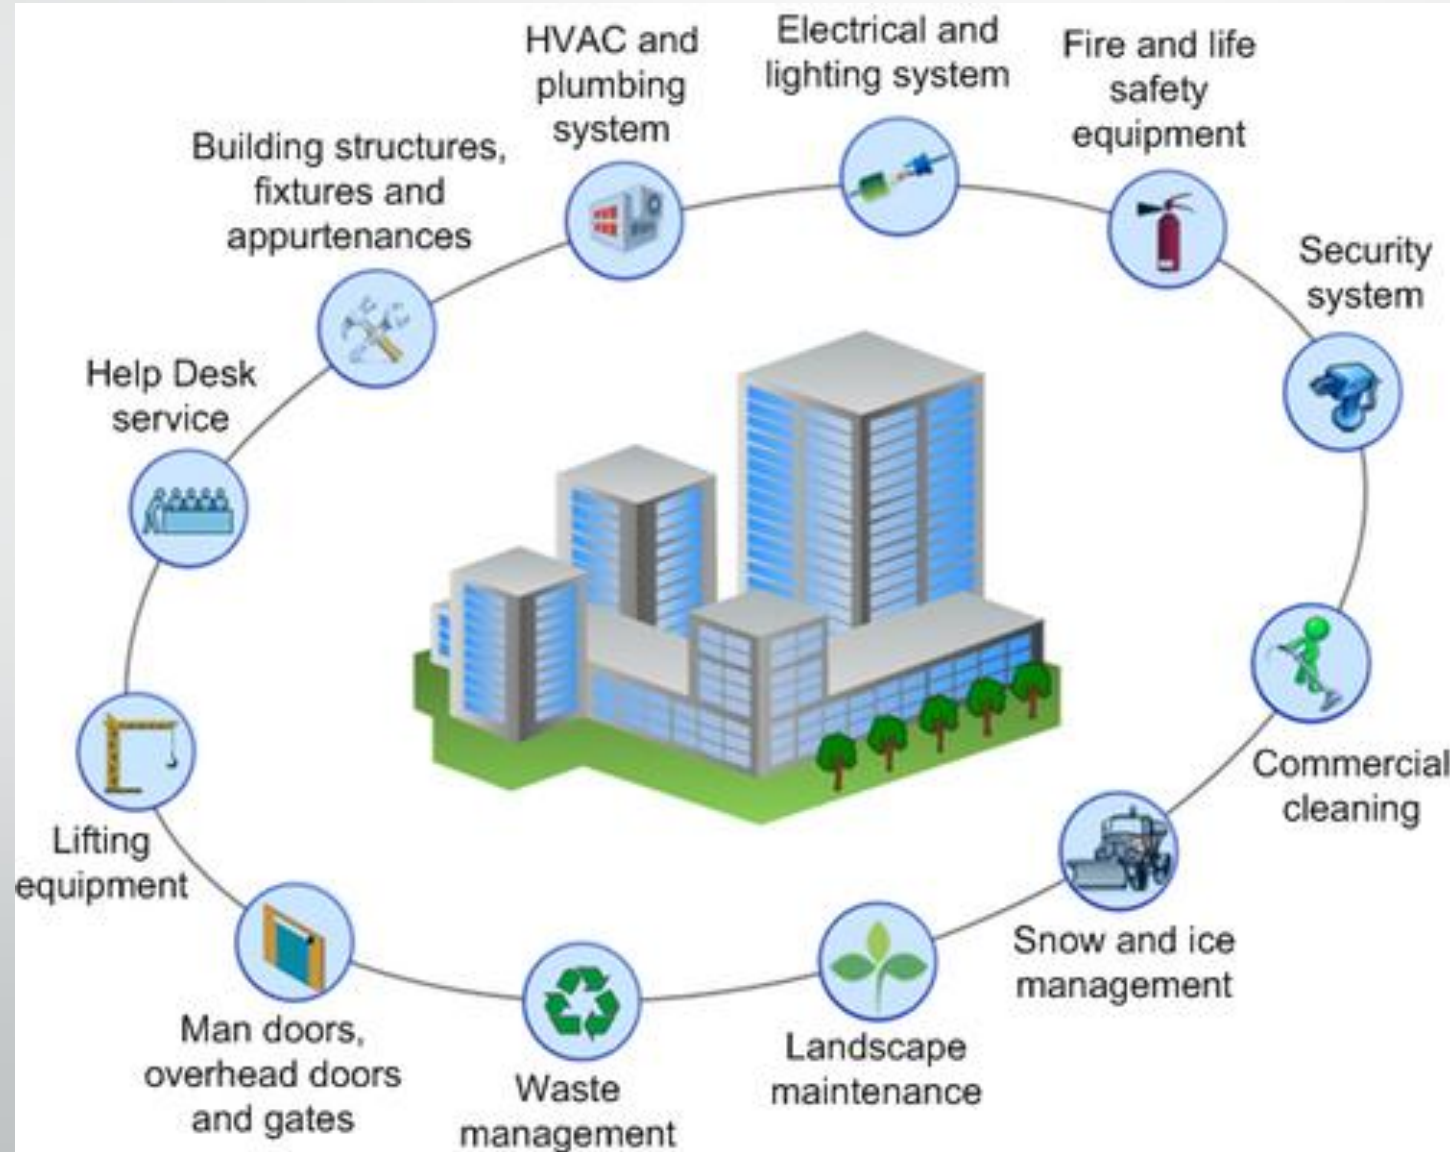 HVAC and
plumbing
system
Electrical and
lighting system
Fire and life
safety
equipment
Security
system
Commercial
cleaning
Snow and ice
management
Landscape
maintenance
Waste
management
Man doors,
overhead doors
and gates
Lifting
equipment
Help Desk
service
Building structures,
fixtures and
appurtenances